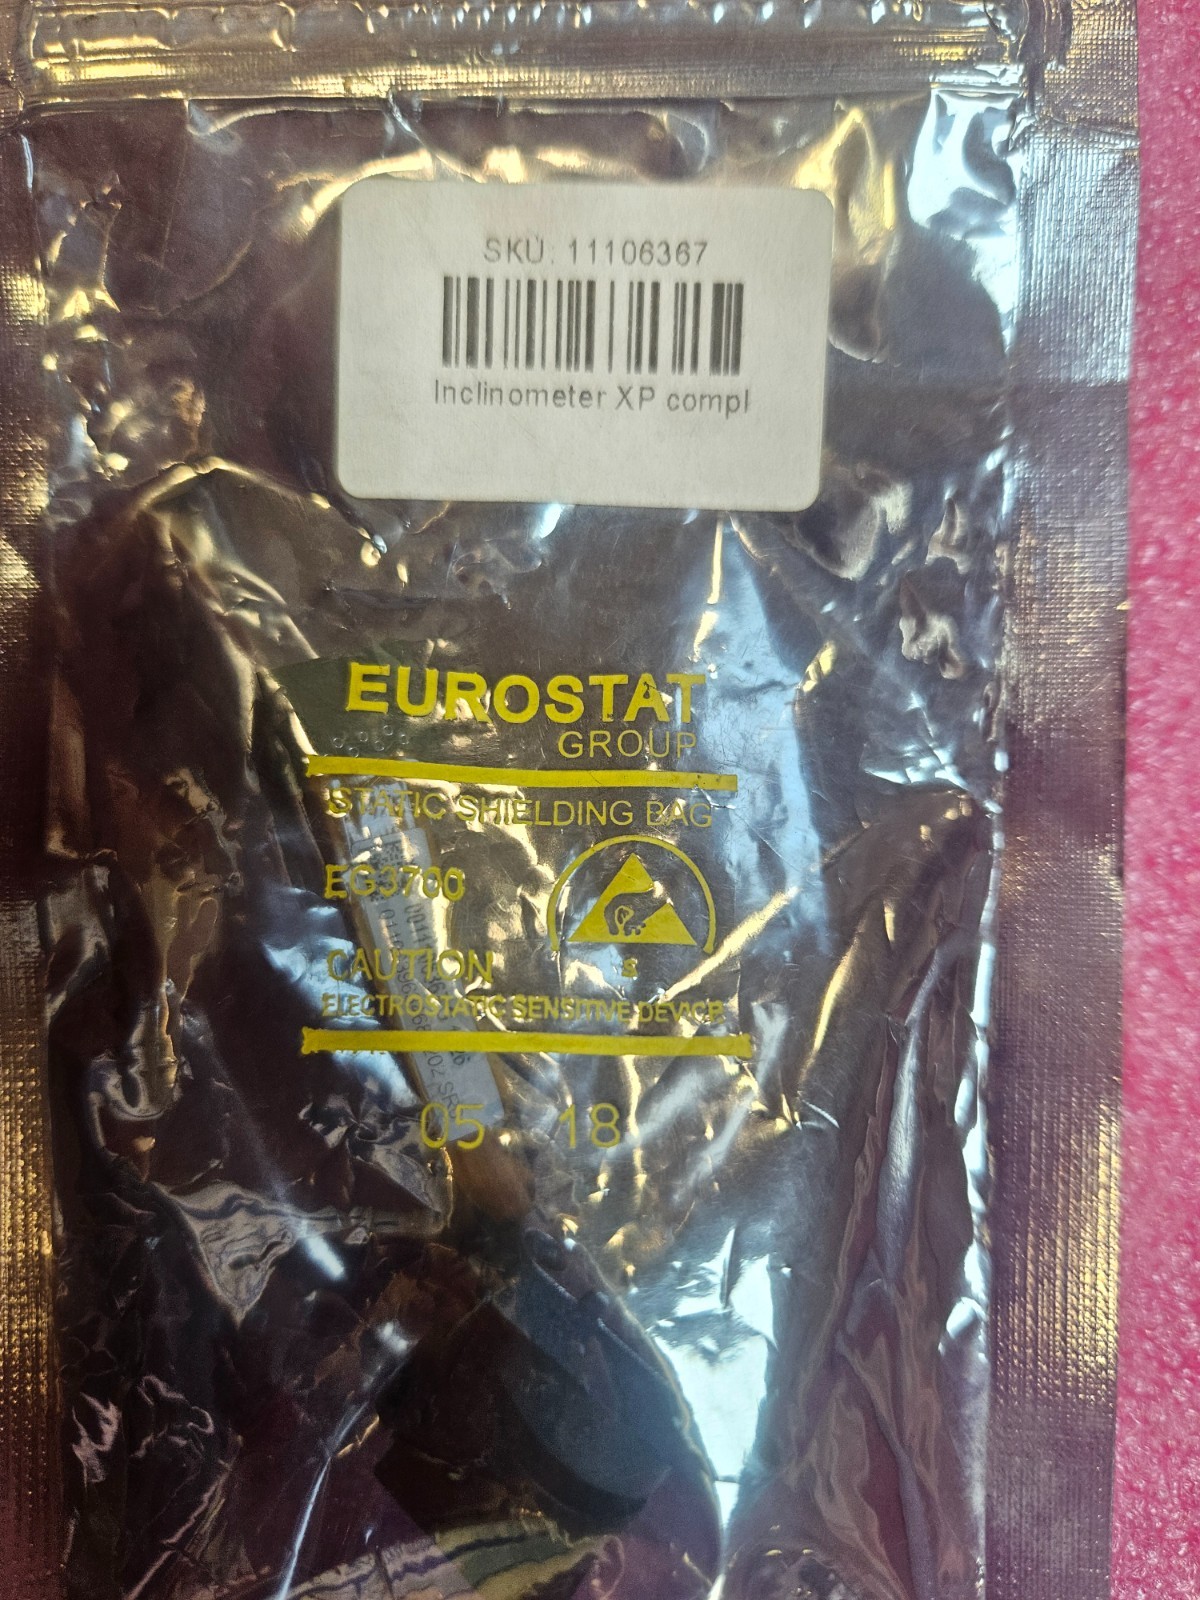 SKU: 11106367
Inclinometer XP compl
EUROSTAT
GROUP
STATIC SHIELDING BAG
EG3700
CAUTION
S
ELECTROSTATIC SENSITIVE DEVICE
05 18